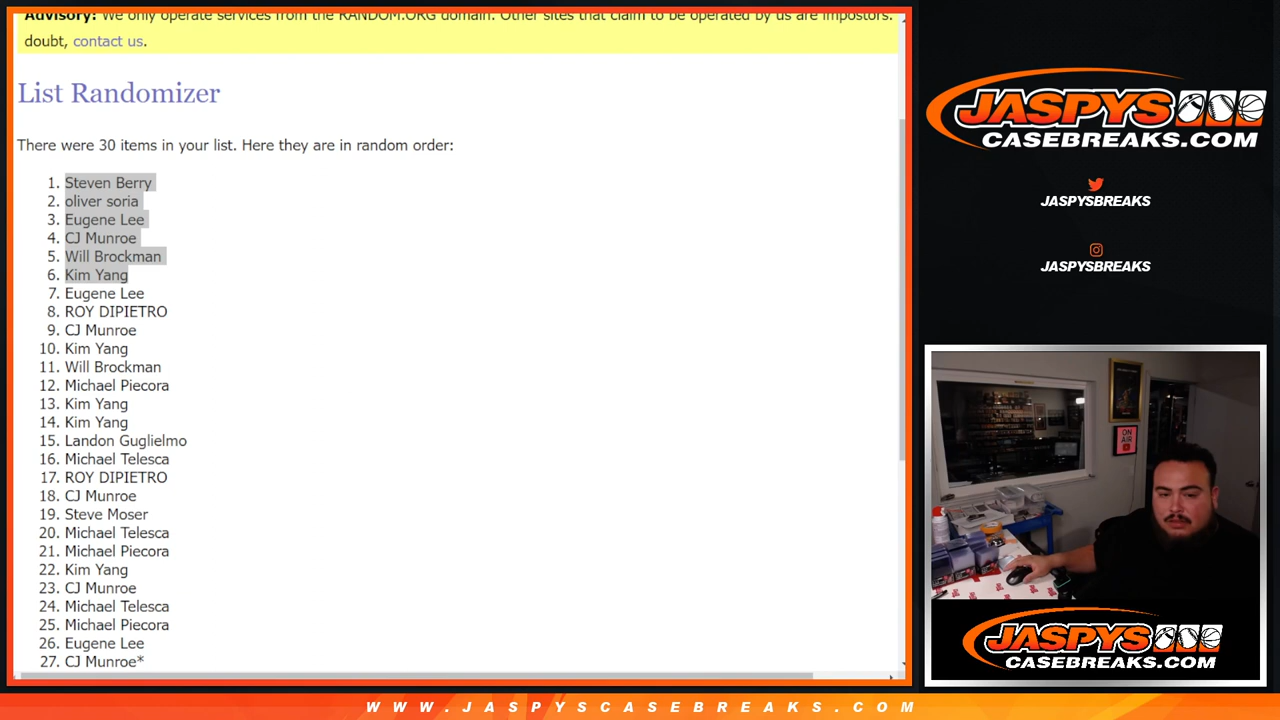 Advisory: We only operate services from the RANDOM.ORG domain. Other sites that claim to be operated by us are impostors.
doubt, contact us.
List Randomizer
There were 30 items in your list. Here they are in random order:
1. Steven Berry
2. oliver soria
3. Eugene Lee
4. CJ Munroe
5. Will Brockman
6. Kim Yang
7. Eugene Lee
8. ROY DIPIETRO
9. CJ Munroe
10. Kim Yang
11. Will Brockman
12. Michael Piecora
13. Kim Yang
14. Kim Yang
15. Landon Guglielmo
16. Michael Telesca
17. ROY DIPIETRO
18. CJ Munroe
19. Steve Moser
20. Michael Telesca
21. Michael Piecora
22. Kim Yang
23. CJ Munroe
24. Michael Telesca
25. Michael Piecora
26. Eugene Lee
27. CJ Munroe*
JASPYS
CASEBREAKS.COM
JASPYSBREAKS
JASPYSBREAKS
ON
AIR
JASPYS
CASEBREAKS.COM
WWW.JASPYSCASEBREAKS.COM